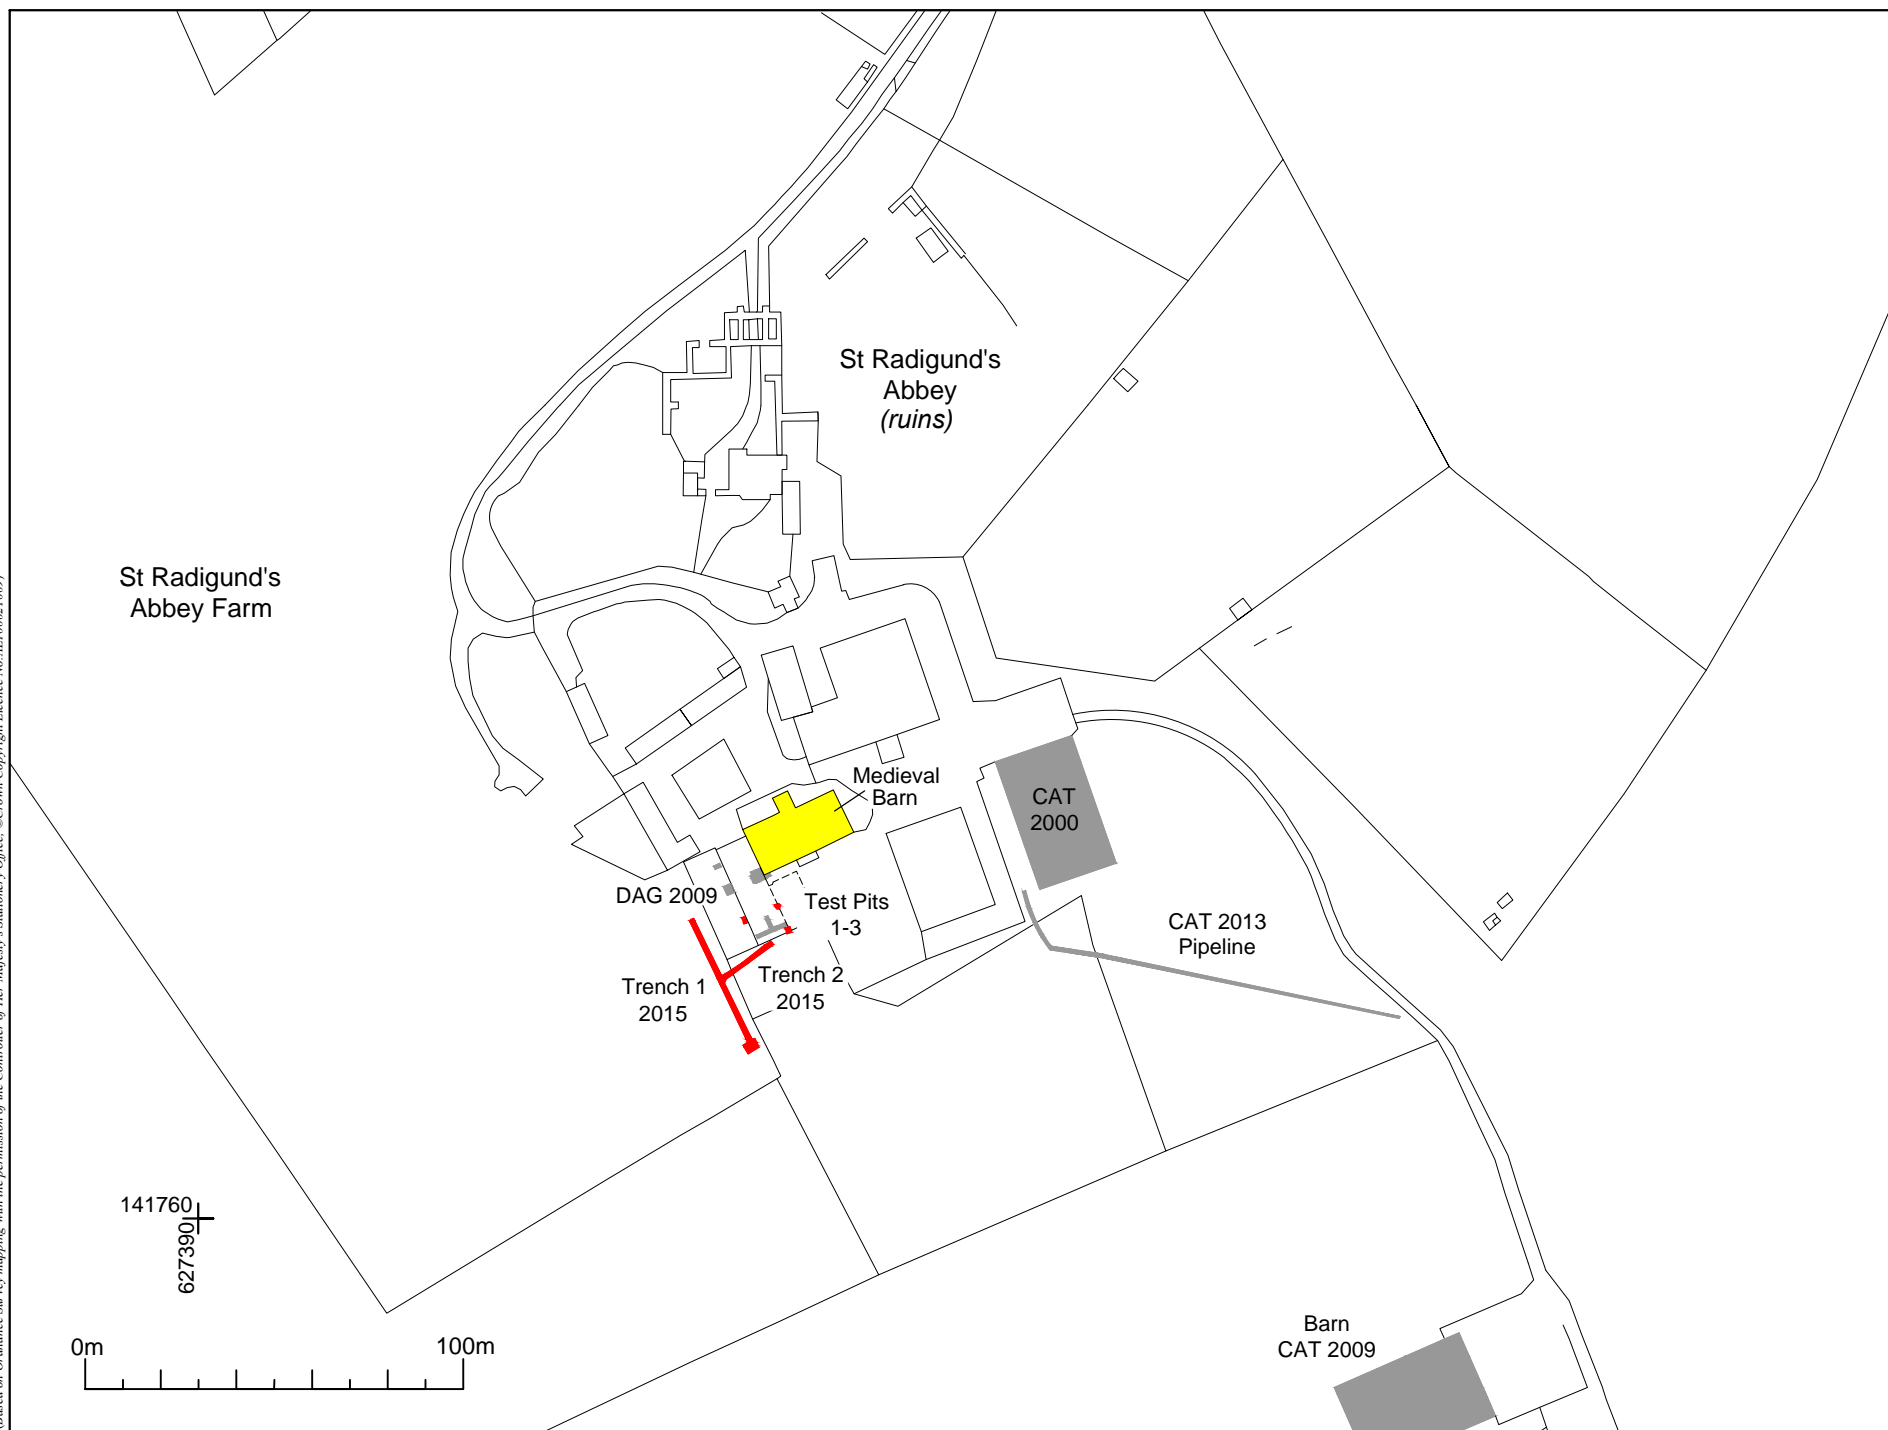 St Radigund's
Abbey
(ruins)
St Radigund's
Abbey Farm
Medieval
Barn
CAT
2000
DAG 2009
Test Pits
1-3
CAT 2013
Pipeline
Trench 1
2015
Trench 2
2015
141760
627390
0m
100m
Barn
CAT 2009